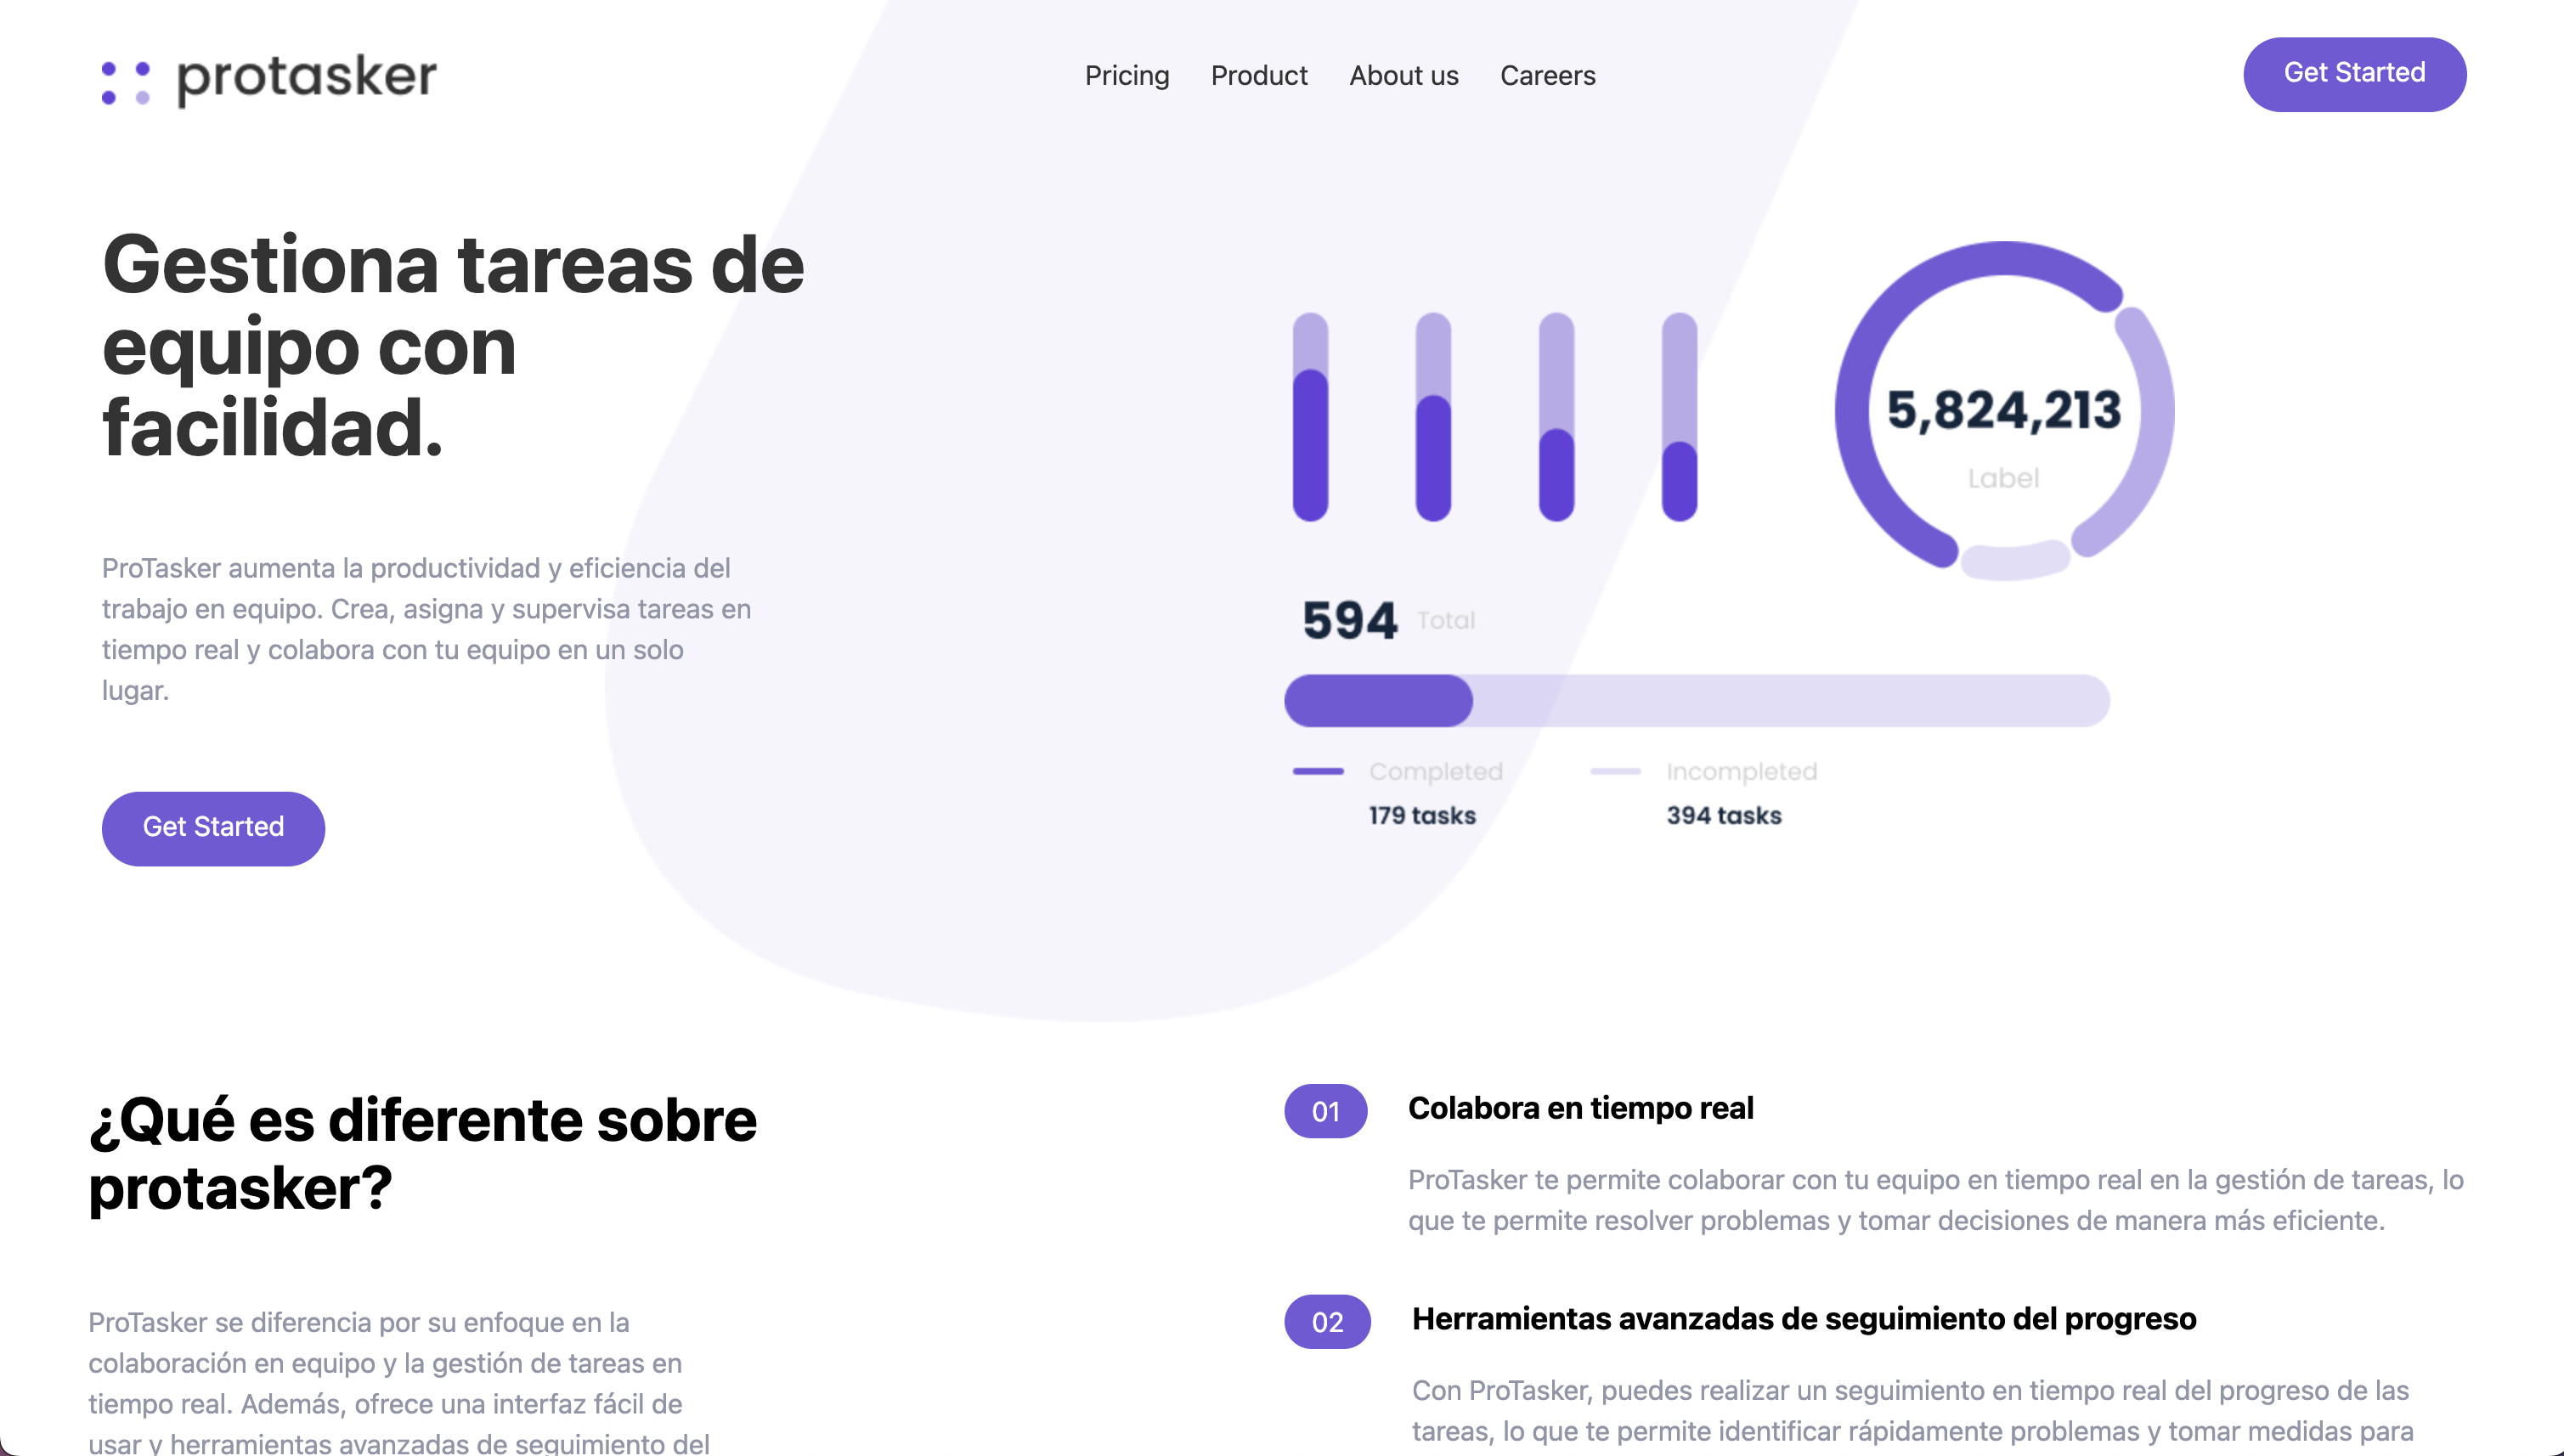 protasker
Pricing Product About us Careers
Get Started
Gestiona tareas de
equipo con
facilidad.
ProTasker aumenta la productividad y eficiencia del
trabajo en equipo. Crea, asigna y supervisa tareas en
tiempo real y colabora con tu equipo en un solo
lugar.
Get Started
5,824,213
Label
594 Total
Completed
179 tasks
Incompleted
394 tasks
¿Qué es diferente sobre
protasker?
ProTasker se diferencia por su enfoque en la
colaboración en equipo y la gestión de tareas en
tiempo real. Además, ofrece una interfaz fácil de
usar y herramientas avanzadas de seguimiento del
01 Colabora en tiempo real
ProTasker te permite colaborar con tu equipo en tiempo real en la gestión de tareas, lo
que te permite resolver problemas y tomar decisiones de manera más eficiente.
02 Herramientas avanzadas de seguimiento del progreso
Con ProTasker, puedes realizar un seguimiento en tiempo real del progreso de las
tareas, lo que te permite identificar rápidamente problemas y tomar medidas para